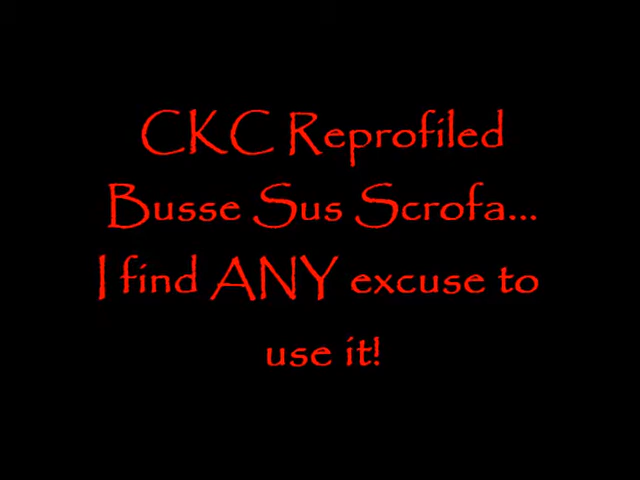 CKC Reprofiled
Busse Sus Scrofa...
I find ANY excuse to
use it!